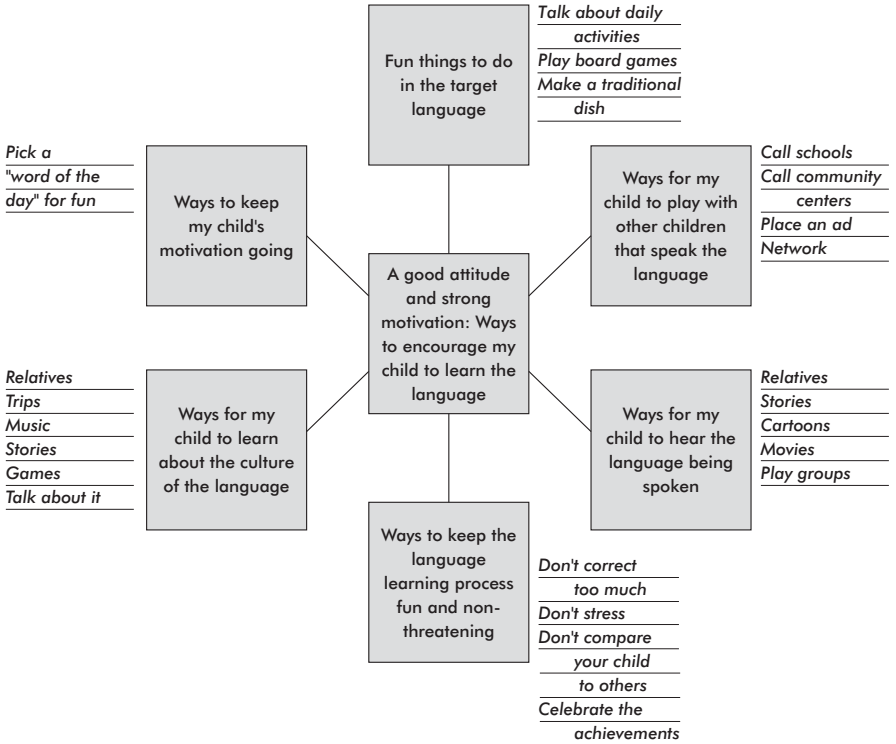 Fun things to do
in the target
language
Talk about daily
activities
Play board games
Make a traditional
dish
Pick a
"word of the
day" for fun
Ways to keep
my child's
motivation going
Ways for my
child to play with
other children
that speak the
language
Call schools
Call community
centers
Place an ad
Network
A good attitude
and strong
motivation: Ways
to encourage my
child to learn the
language
Relatives
Trips
Music
Stories
Games
Talk about it
Ways for my
child to learn
about the culture
of the language
Ways for my
child to hear the
language being
spoken
Relatives
Stories
Cartoons
Movies
Play groups
Ways to keep the
language
learning process
fun and non-
threatening
Don't correct
too much
Don't stress
Don't compare
your child
to others
Celebrate the
achievements